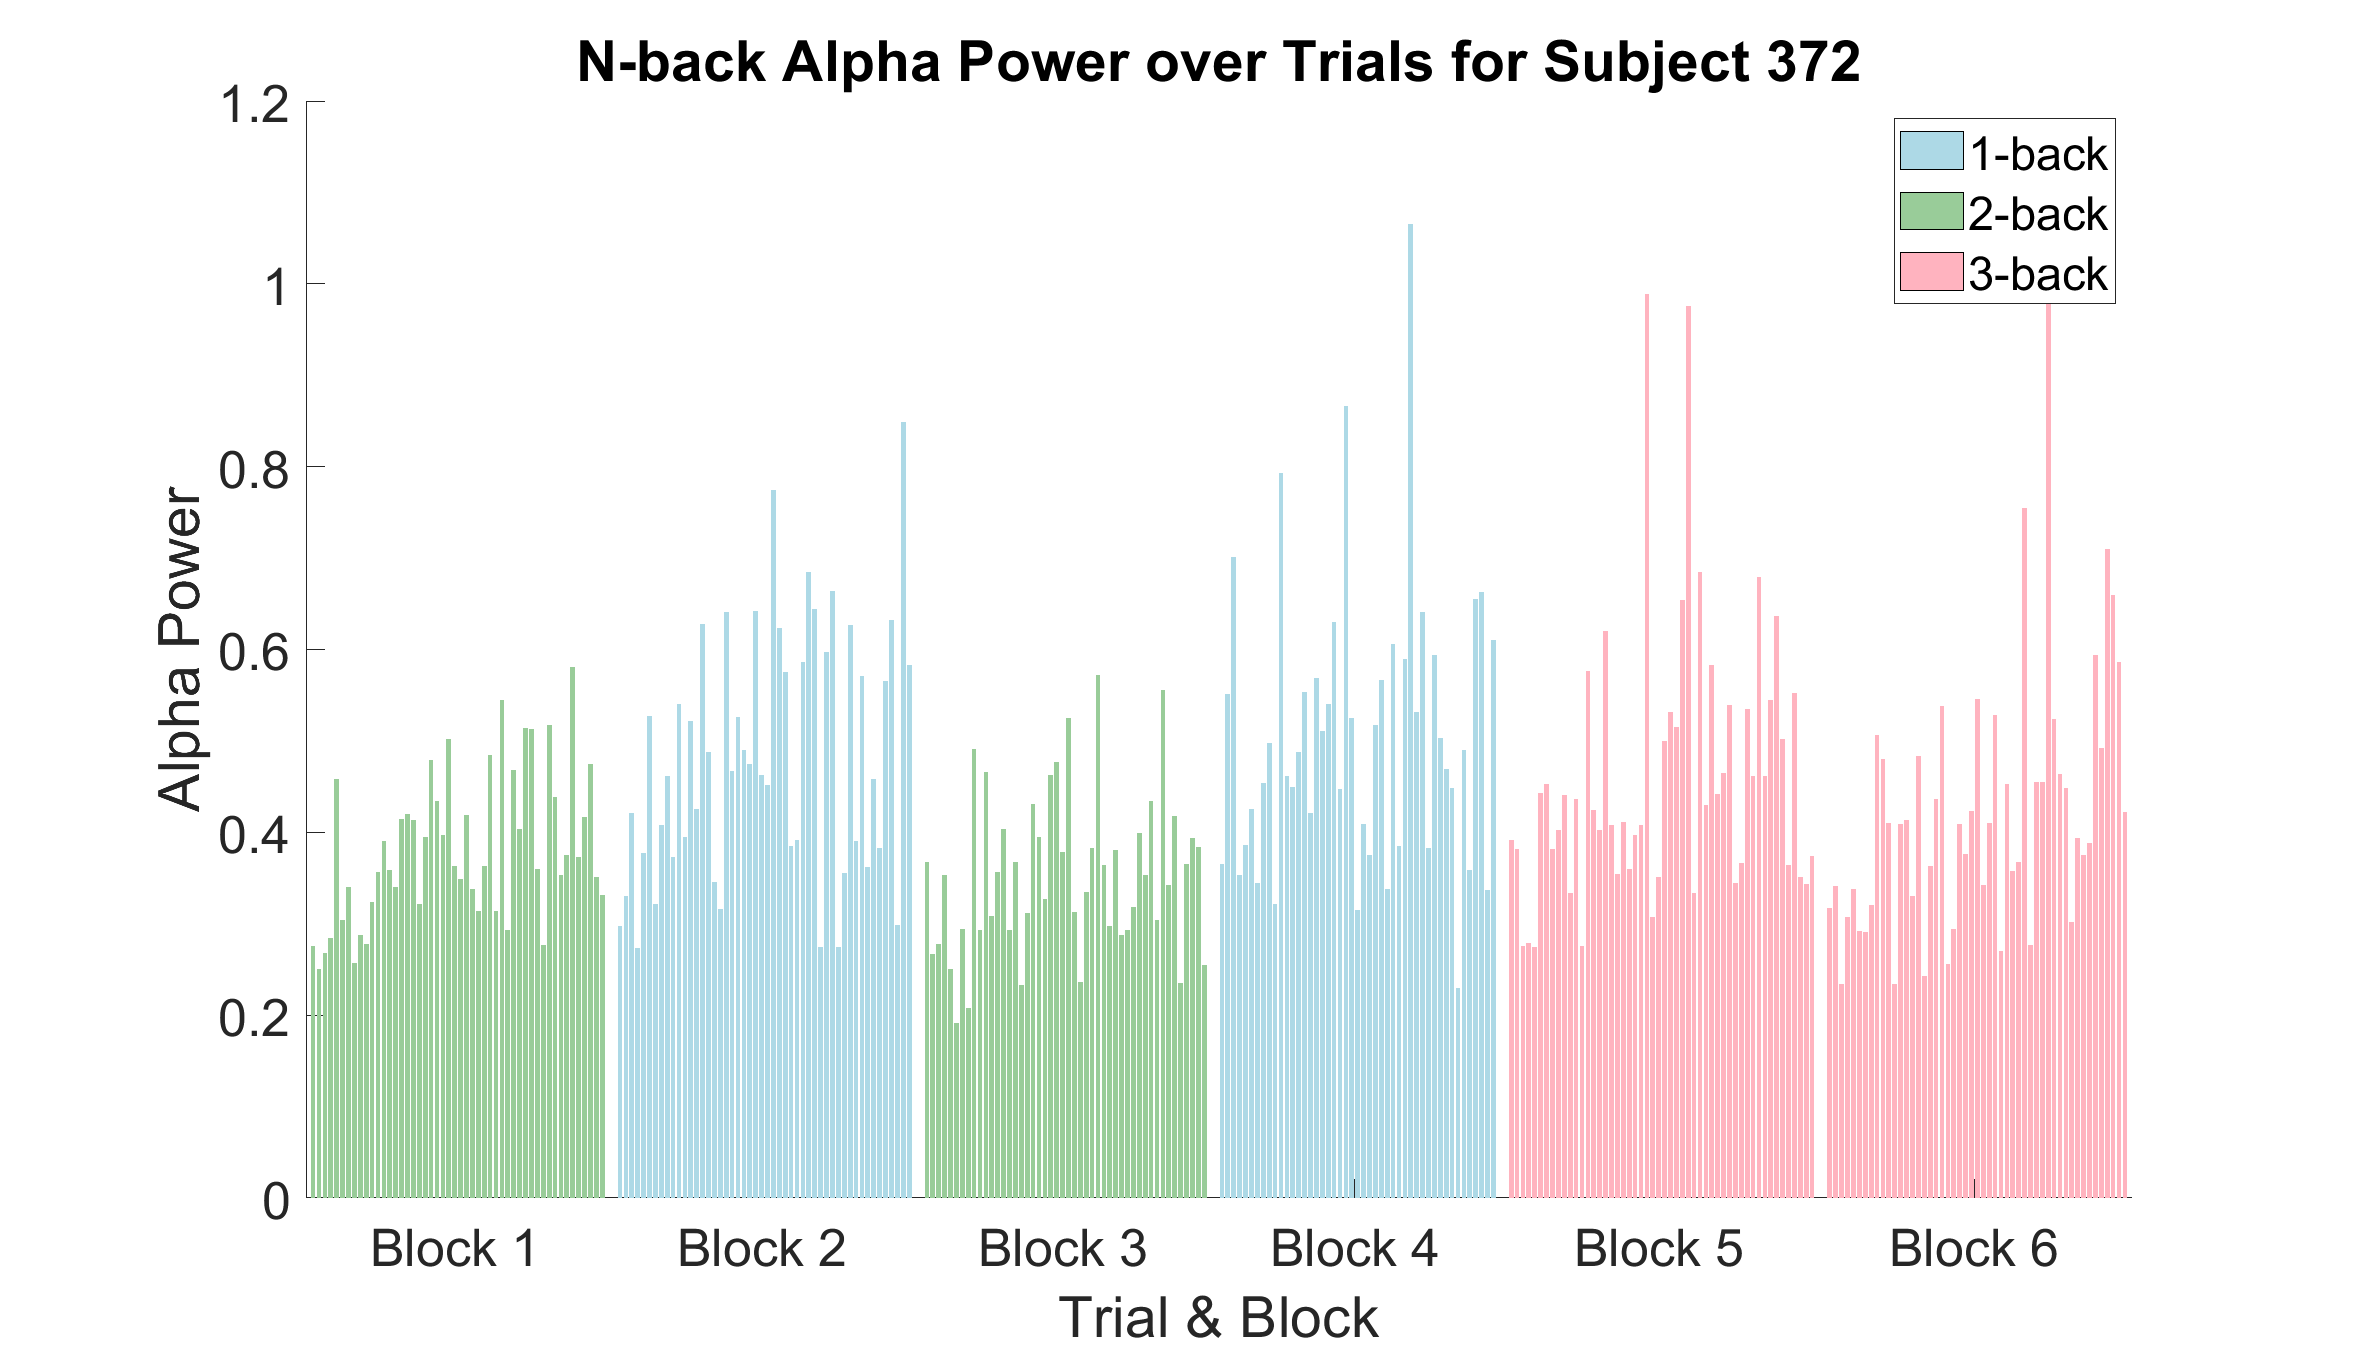 N-back Alpha Power over Trials for Subject 372
1.2
1
0.8
0.6
0.4
0.2
0
Alpha Power
1-back
2-back
3-back
Block 1
Block 2
Block 3
Block 4
Block 5
Block 6
Trial & Block